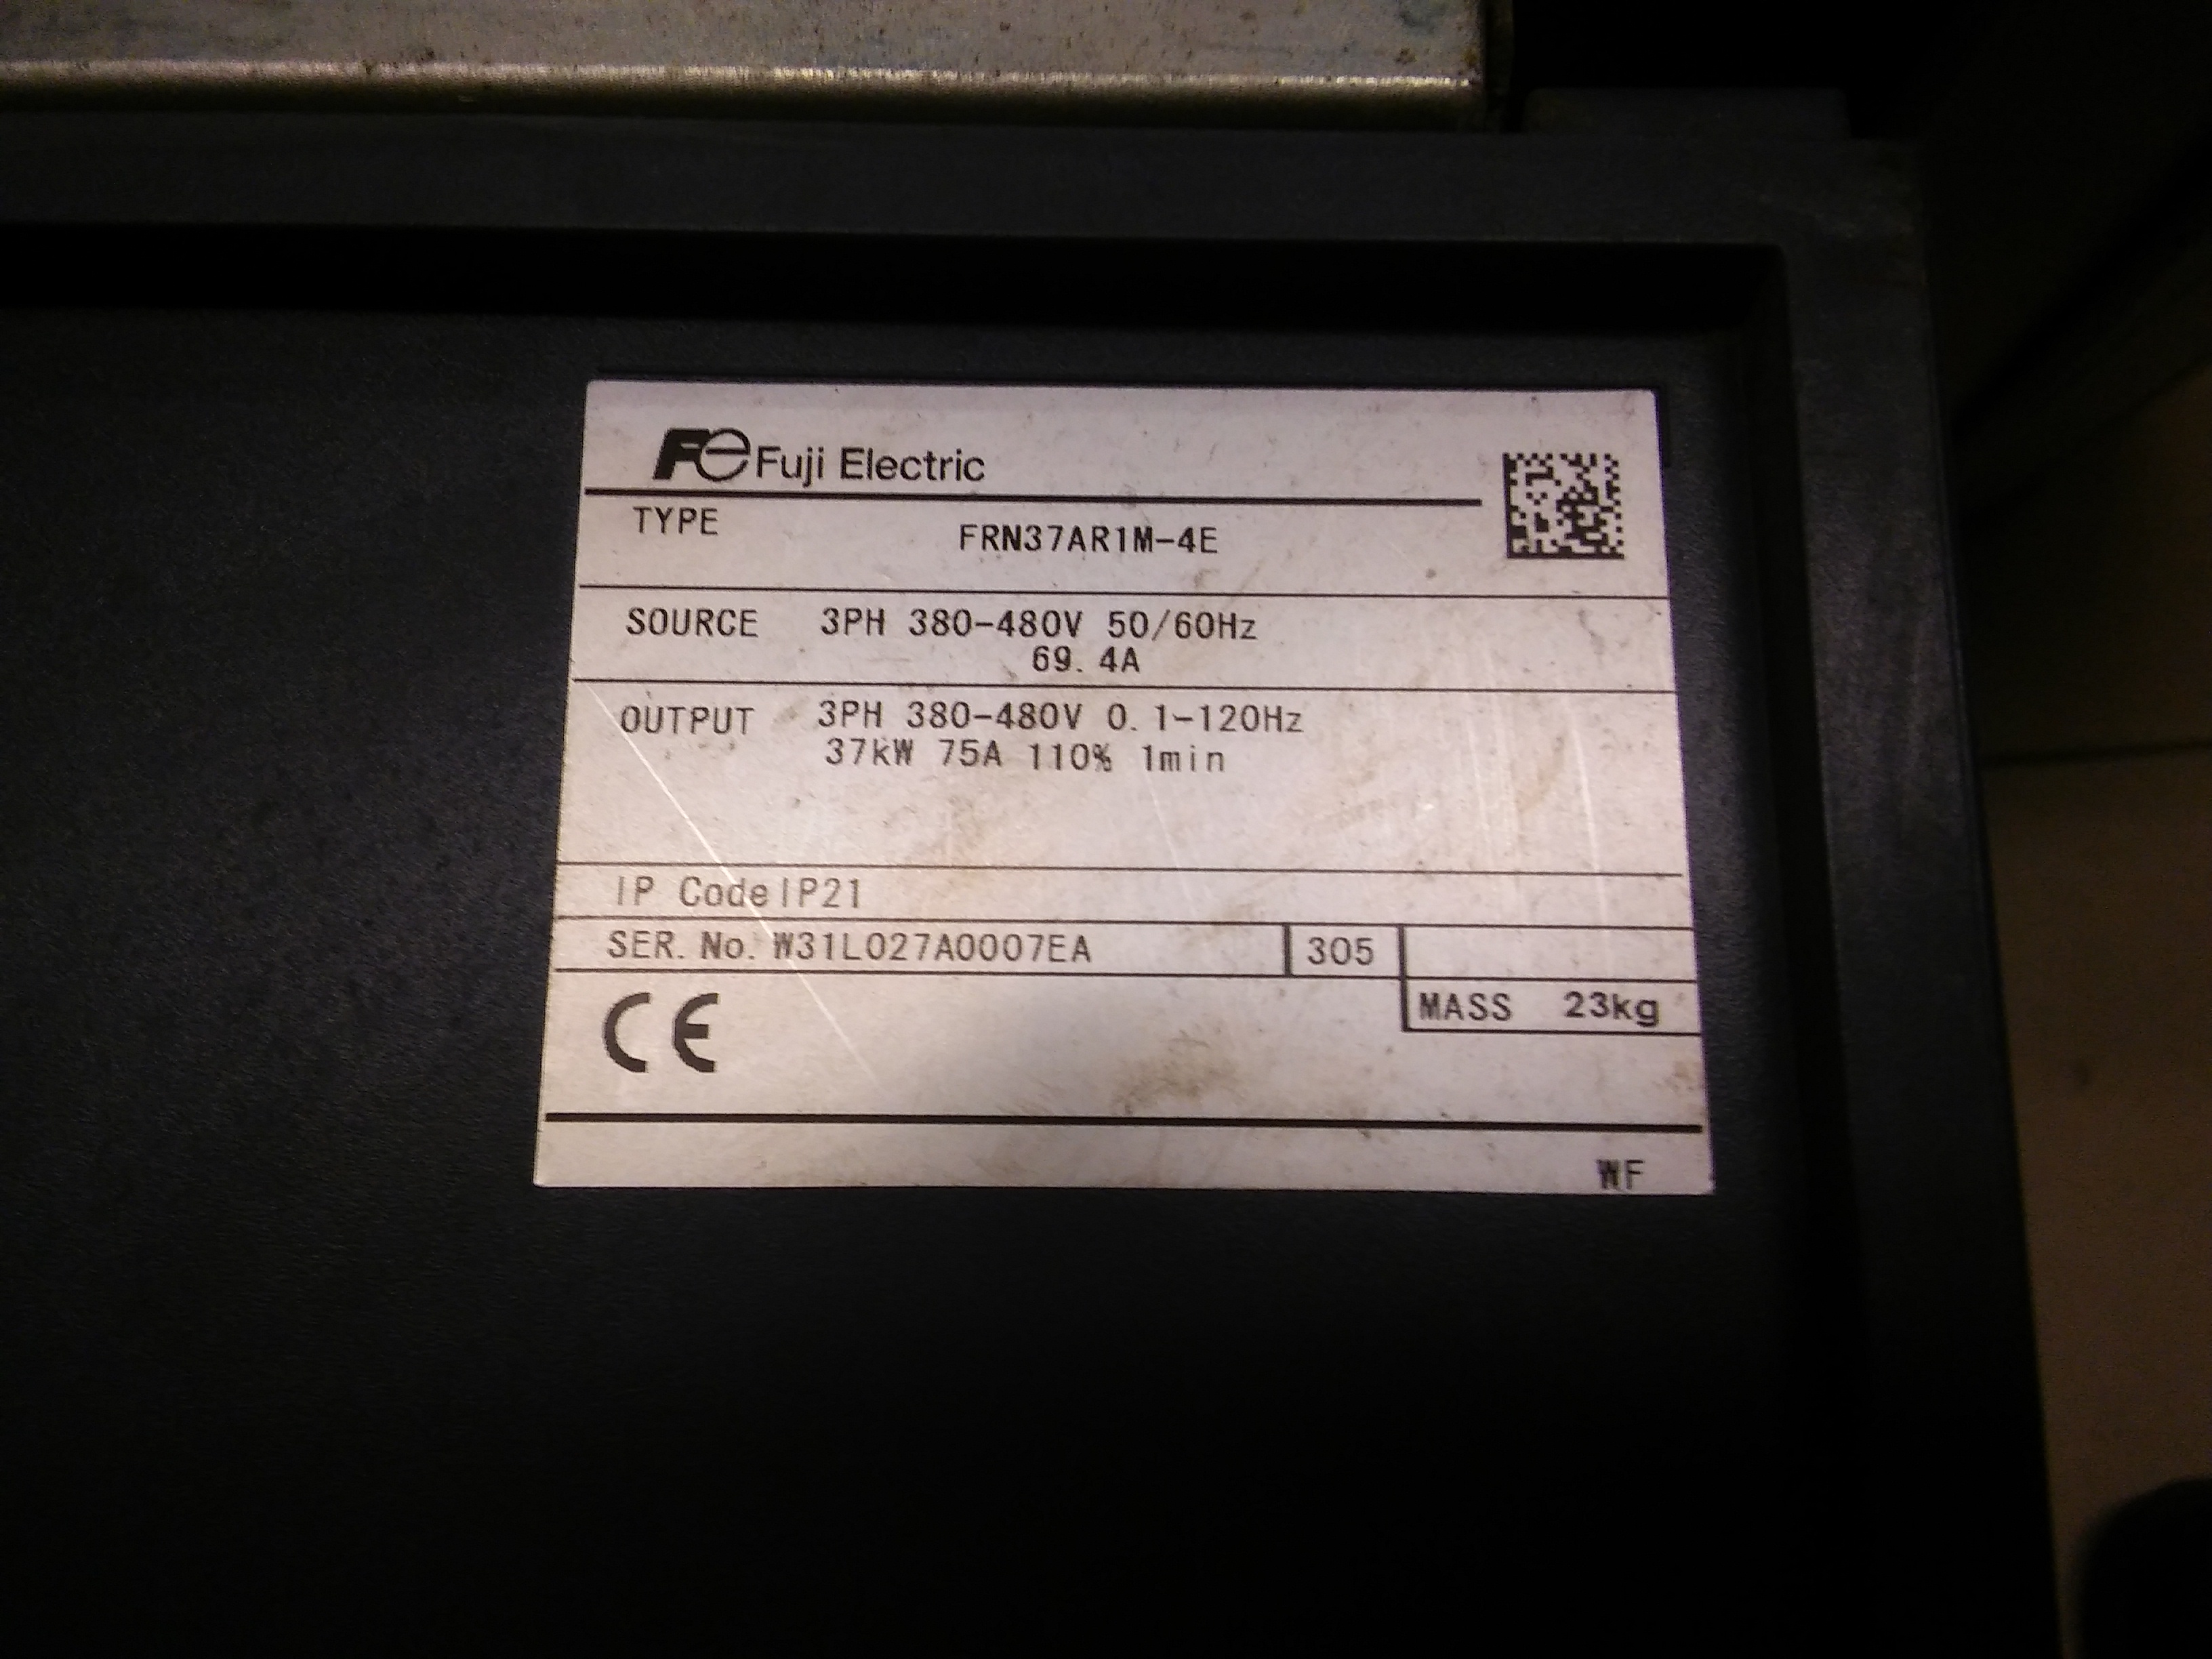 Fe Fuji Electric
TYPE FRN37AR1M-4E
SOURCE 3PH 380-480V 50/60Hz
69.4A
OUTPUT 3PH 380-480V 0.1-120Hz
37kW 75A 110% 1min
IP Code IP21
SER. No. W31L027A0007EA 305
MASS 23kg
CE
WF